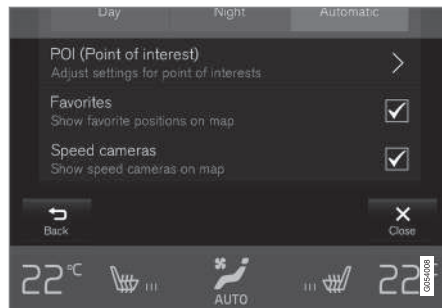 Day Night Automatic
POI (Point of interest)
Adjust settings for point of interests
Favorites
Show favorite positions on map
Speed cameras
Show speed cameras on map
Back Close
22°C 22°
AUTO
G054008